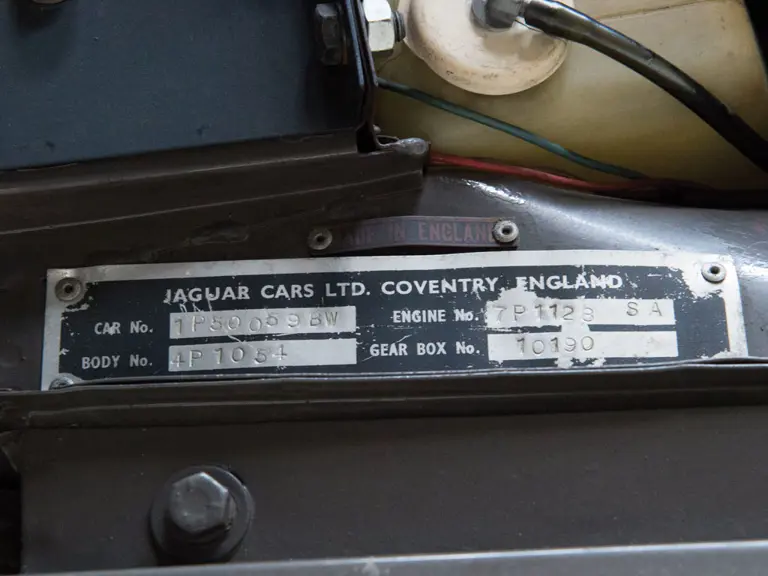 MADE IN ENGLAND
JAGUAR CARS LTD. COVENTRY, ENGLAND
CAR No. 1P50059BW ENGINE No. 7P1128 SA
BODY No. 4P1054 GEAR BOX No. 10190